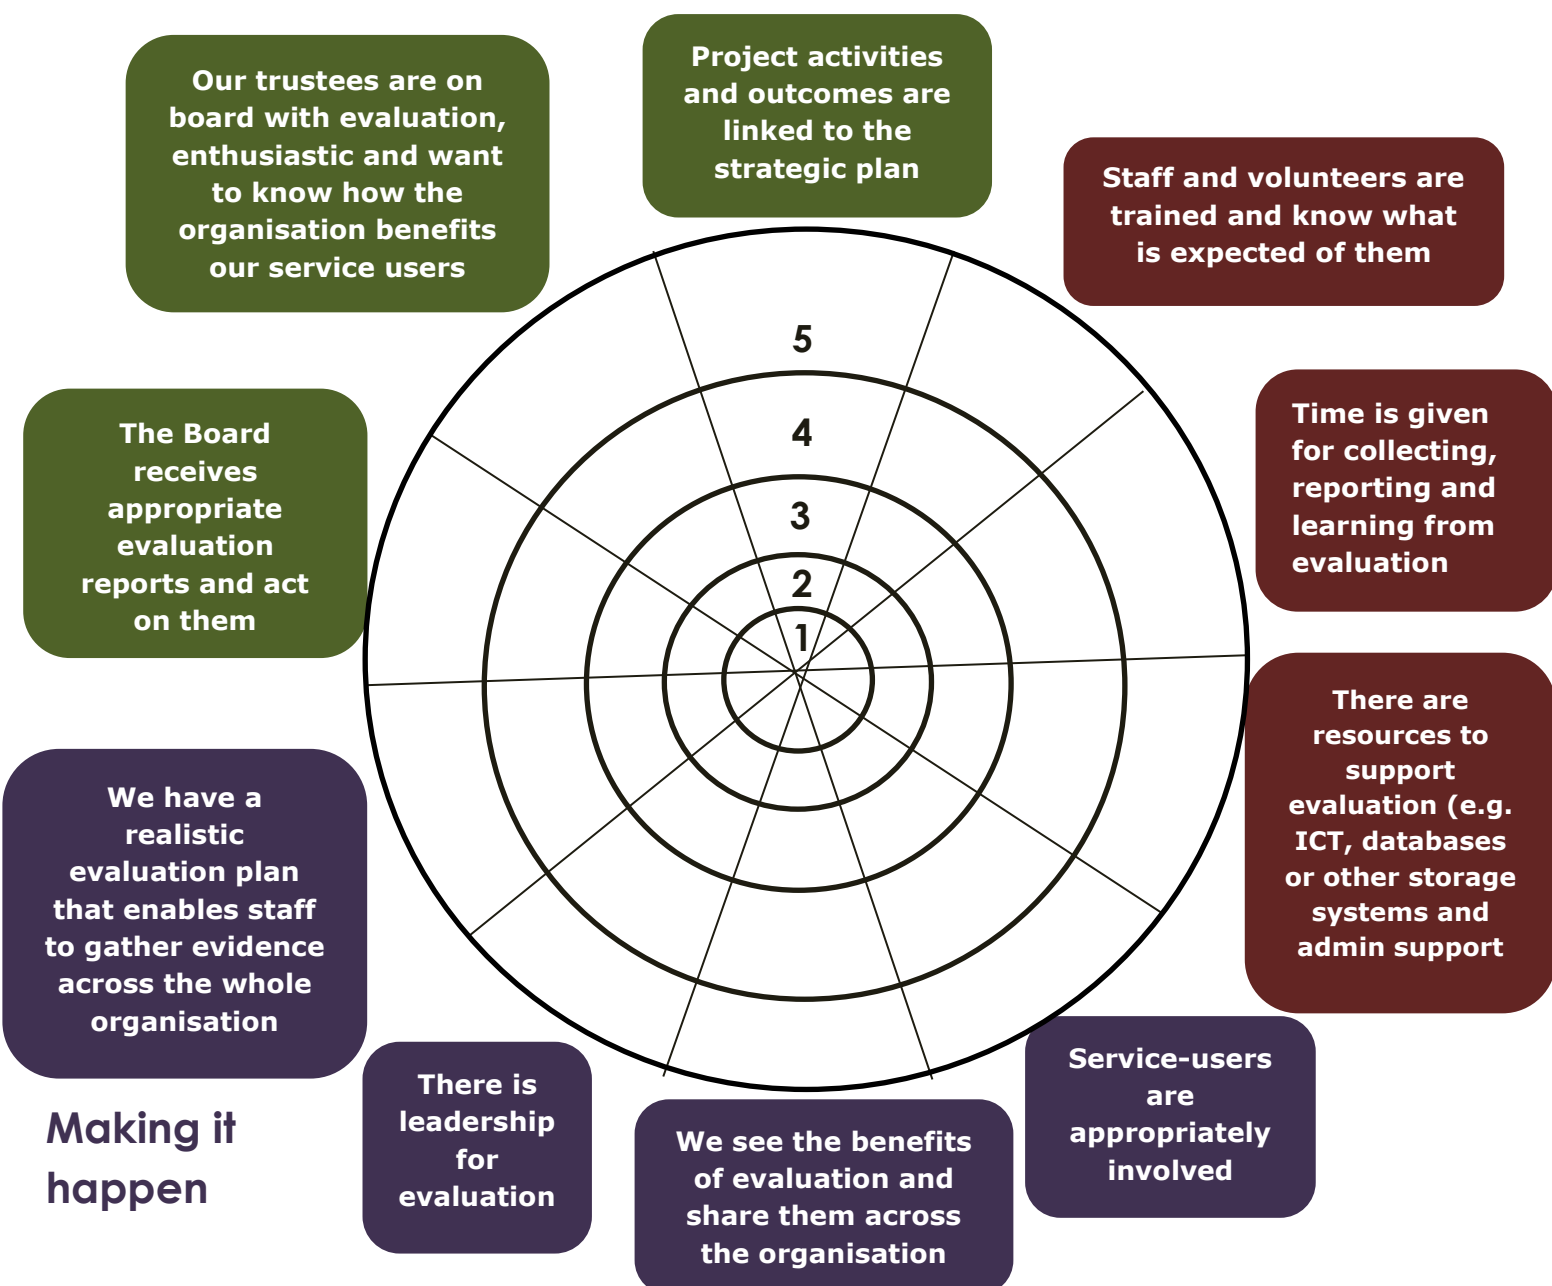 Project activities
and outcomes are
linked to the
strategic plan
Our trustees are on
board with evaluation,
enthusiastic and want
to know how the
organisation benefits
our service users
Staff and volunteers are
trained and know what
is expected of them
5
4
3
2
1
The Board
receives
appropriate
evaluation
reports and act
on them
Time is given
for collecting,
reporting and
learning from
evaluation
There are
resources to
support
evaluation (e.g.
ICT, databases
or other storage
systems and
admin support
We have a
realistic
evaluation plan
that enables staff
to gather evidence
across the whole
organisation
Service-users
are
appropriately
involved
There is
leadership
for
evaluation
We see the benefits
of evaluation and
share them across
the organisation
Making it
happen